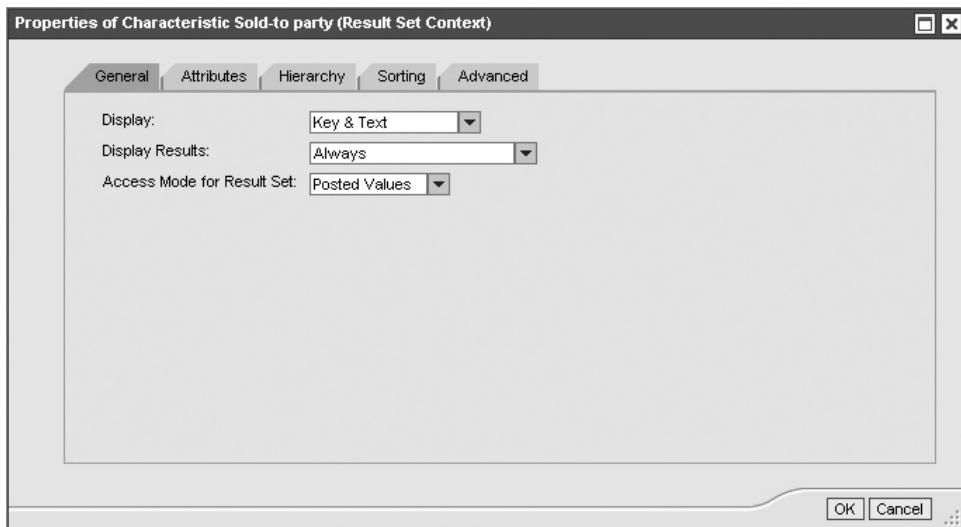 Properties of Characteristic Sold-to party (Result Set Context)
General Attributes Hierarchy Sorting Advanced
Display: Key & Text
Display Results: Always
Access Mode for Result Set: Posted Values
OK Cancel